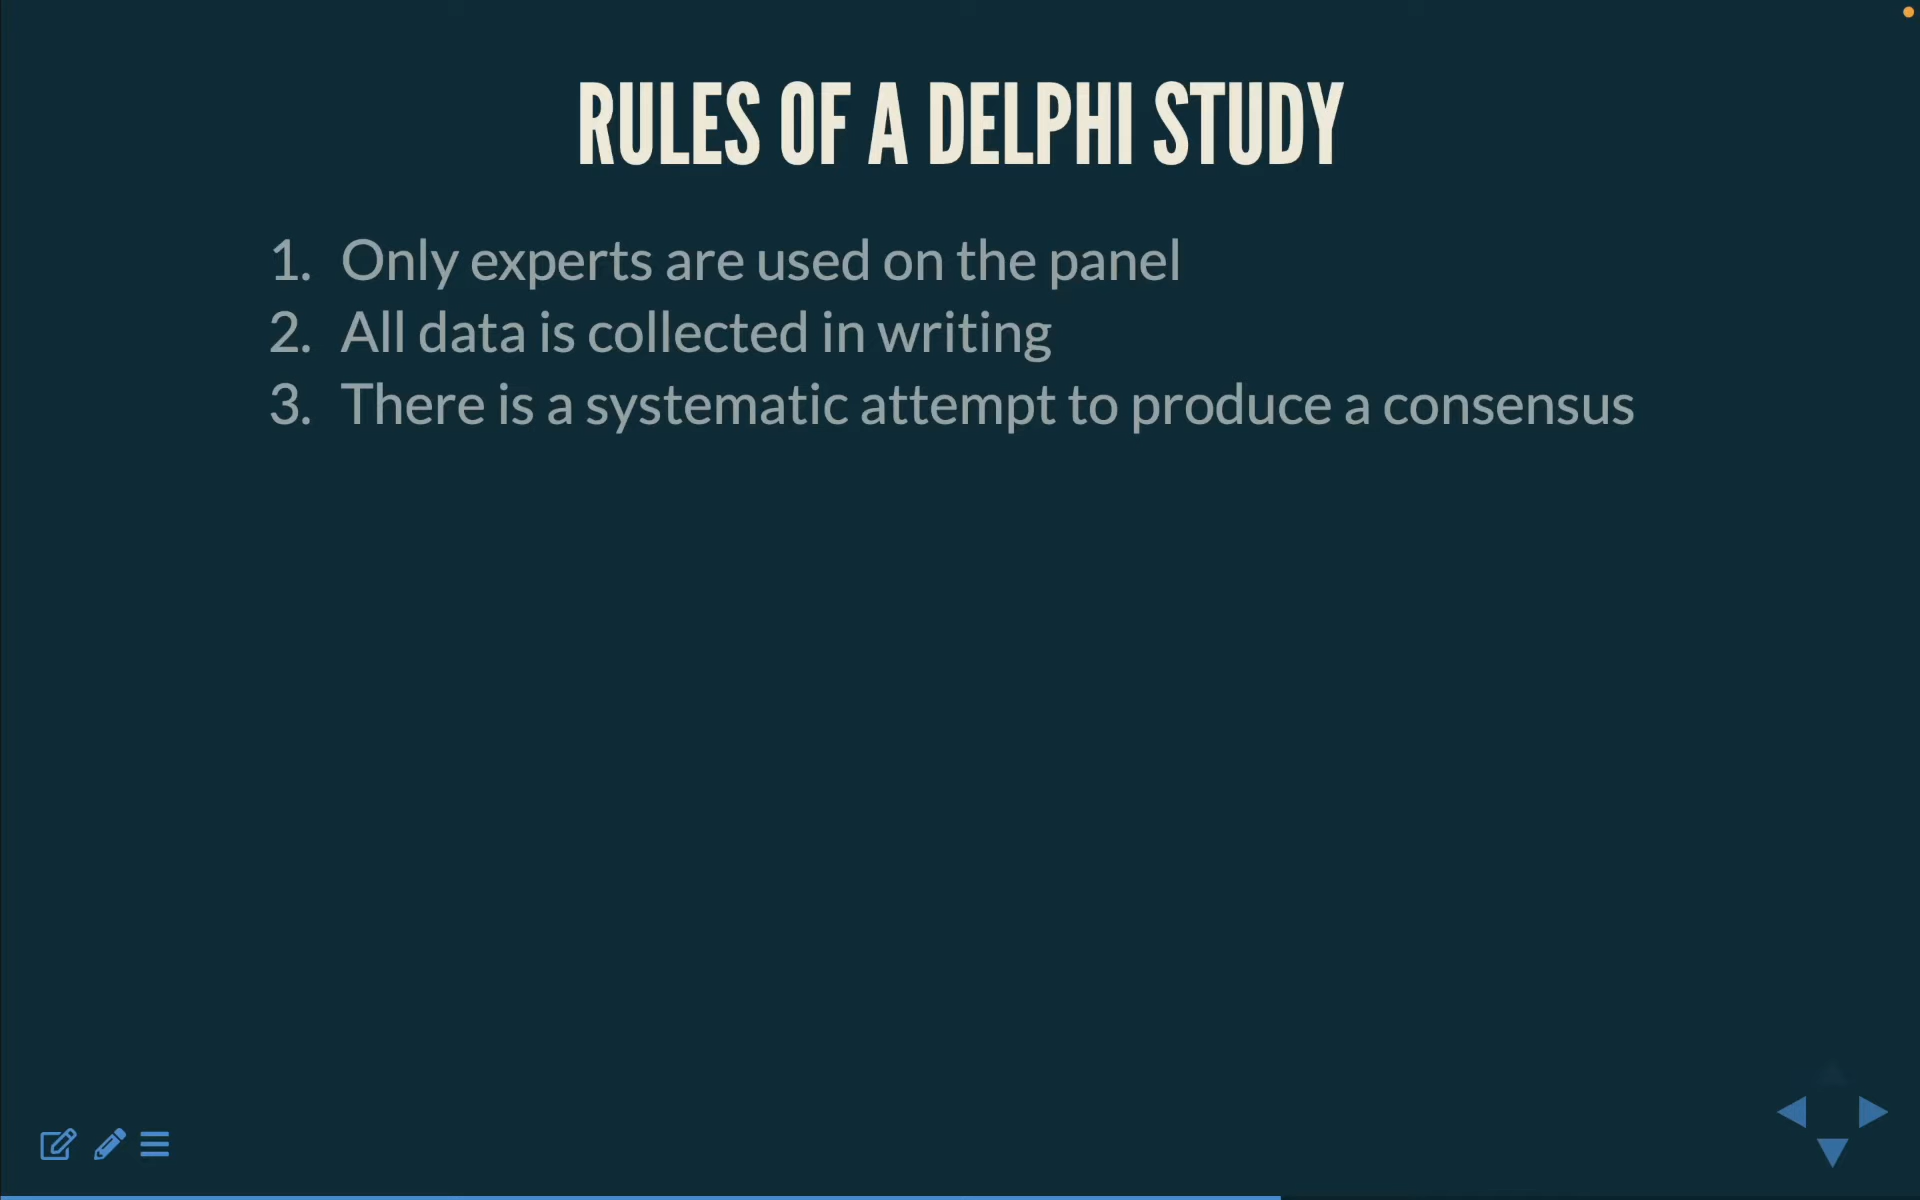 RULES OF A DELPHI STUDY
1. Only experts are used on the panel
2. All data is collected in writing
3. There is a systematic attempt to produce a consensus